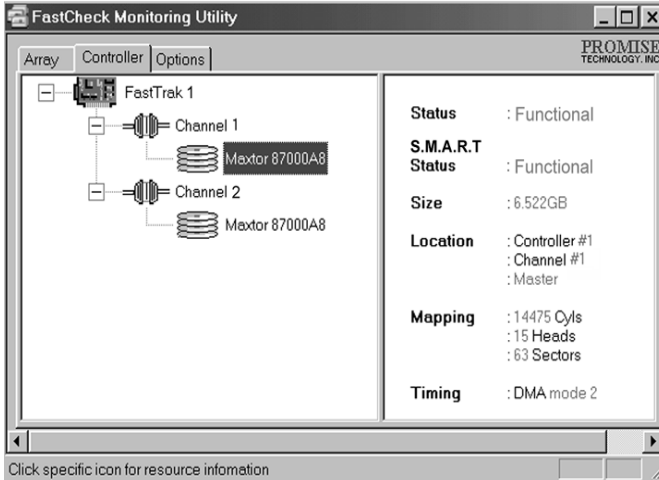 FastCheck Monitoring Utility
Array Controller Options
PROMISE
TECHNOLOGY, INC
FastTrak 1
Channel 1
Maxtor 87000A8
Channel 2
Maxtor 87000A8
Status : Functional
S.M.A.R.T
Status : Functional
Size : 6.522GB
Location : Controller #1
: Channel #1
: Master
Mapping : 14475 Cyls
: 15 Heads
: 63 Sectors
Timing : DMA mode 2
Click specific icon for resource infomation